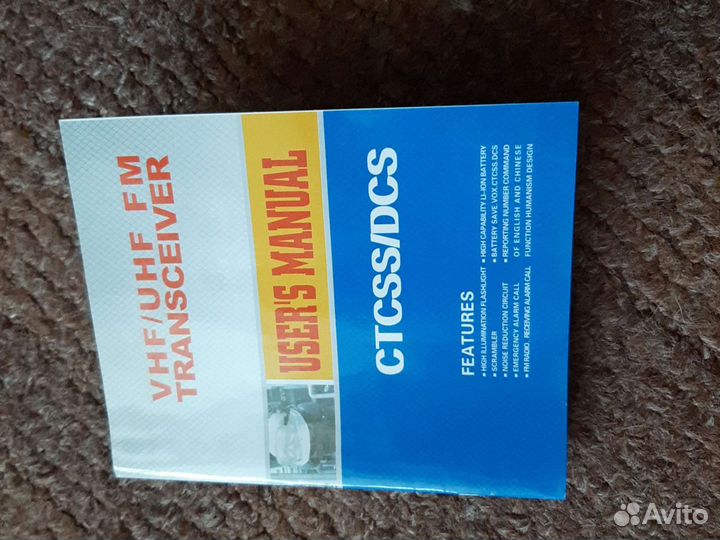 VHF/UHF FM
TRANSCEIVER
USER'S MANUAL
CTCSS/DCS
FEATURES
▪ HIGH ILLUMINATION FLASHLIGHT ▪ HIGH CAPABILITY LI-ION BATTERY
▪ SCRAMBLER ▪ BATTERY SAVE.VOX.CTCSS.DCS
▪ NOISE REDUCTION CIRCUIT ▪ REPORTING NUMBER COMMAND
▪ EMERGENCY ALARM CALL OF ENGLISH AND CHINESE
▪ FM RADIO, RECEIVING ALARM CALL FUNCTION HUMANISM DESIGN
Avito